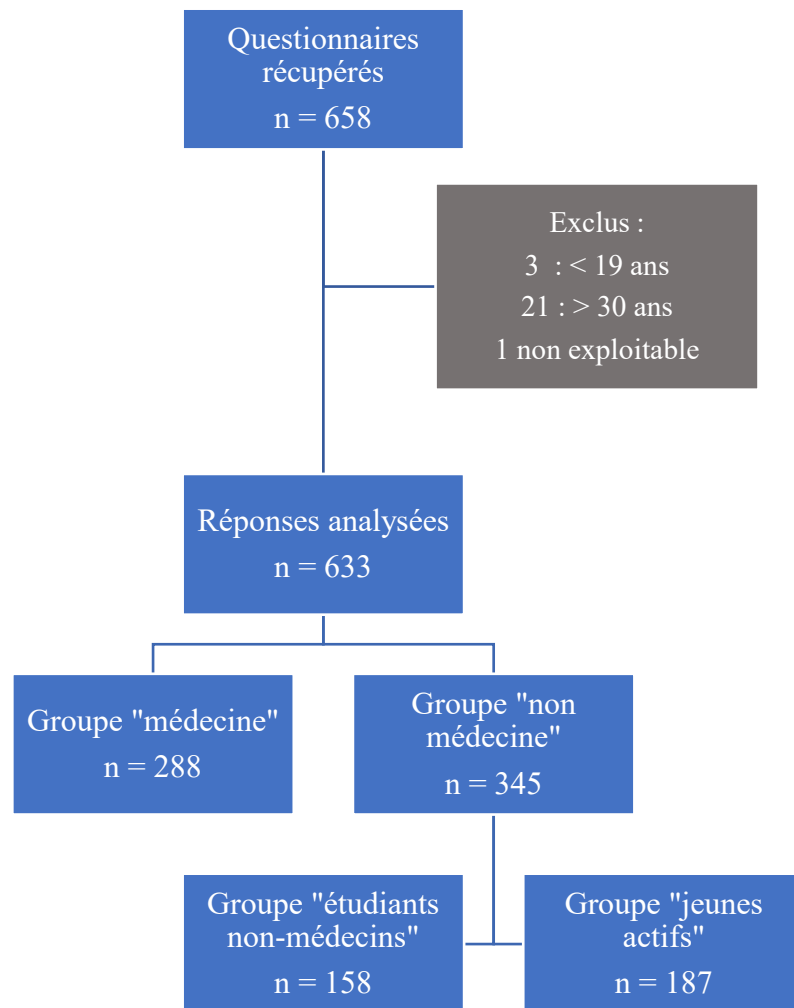 Questionnaires
récupérés
n = 658
Exclus :
3 : < 19 ans
21 : > 30 ans
1 non exploitable
Réponses analysées
n = 633
Groupe "médecine"
n = 288
Groupe "non
médecine"
n = 345
Groupe "étudiants
non-médecins"
n = 158
Groupe "jeunes
actifs"
n = 187